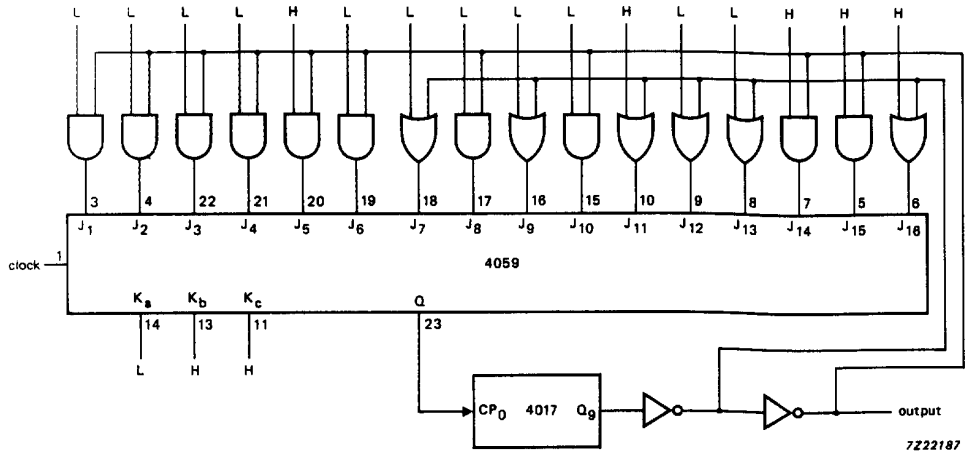 L L L L H L L L L L H L L H H H
3 4 22 21 20 19 18 17 16 15 10 9 8 7 5 6
J1 J2 J3 J4 J5 J6 J7 J8 J9 J10 J11 J12 J13 J14 J15 J16
clock 1
4059
Ka Kb Kc Q
14 13 11 23
L H H
CP0 4017 Q9
output
7Z22187